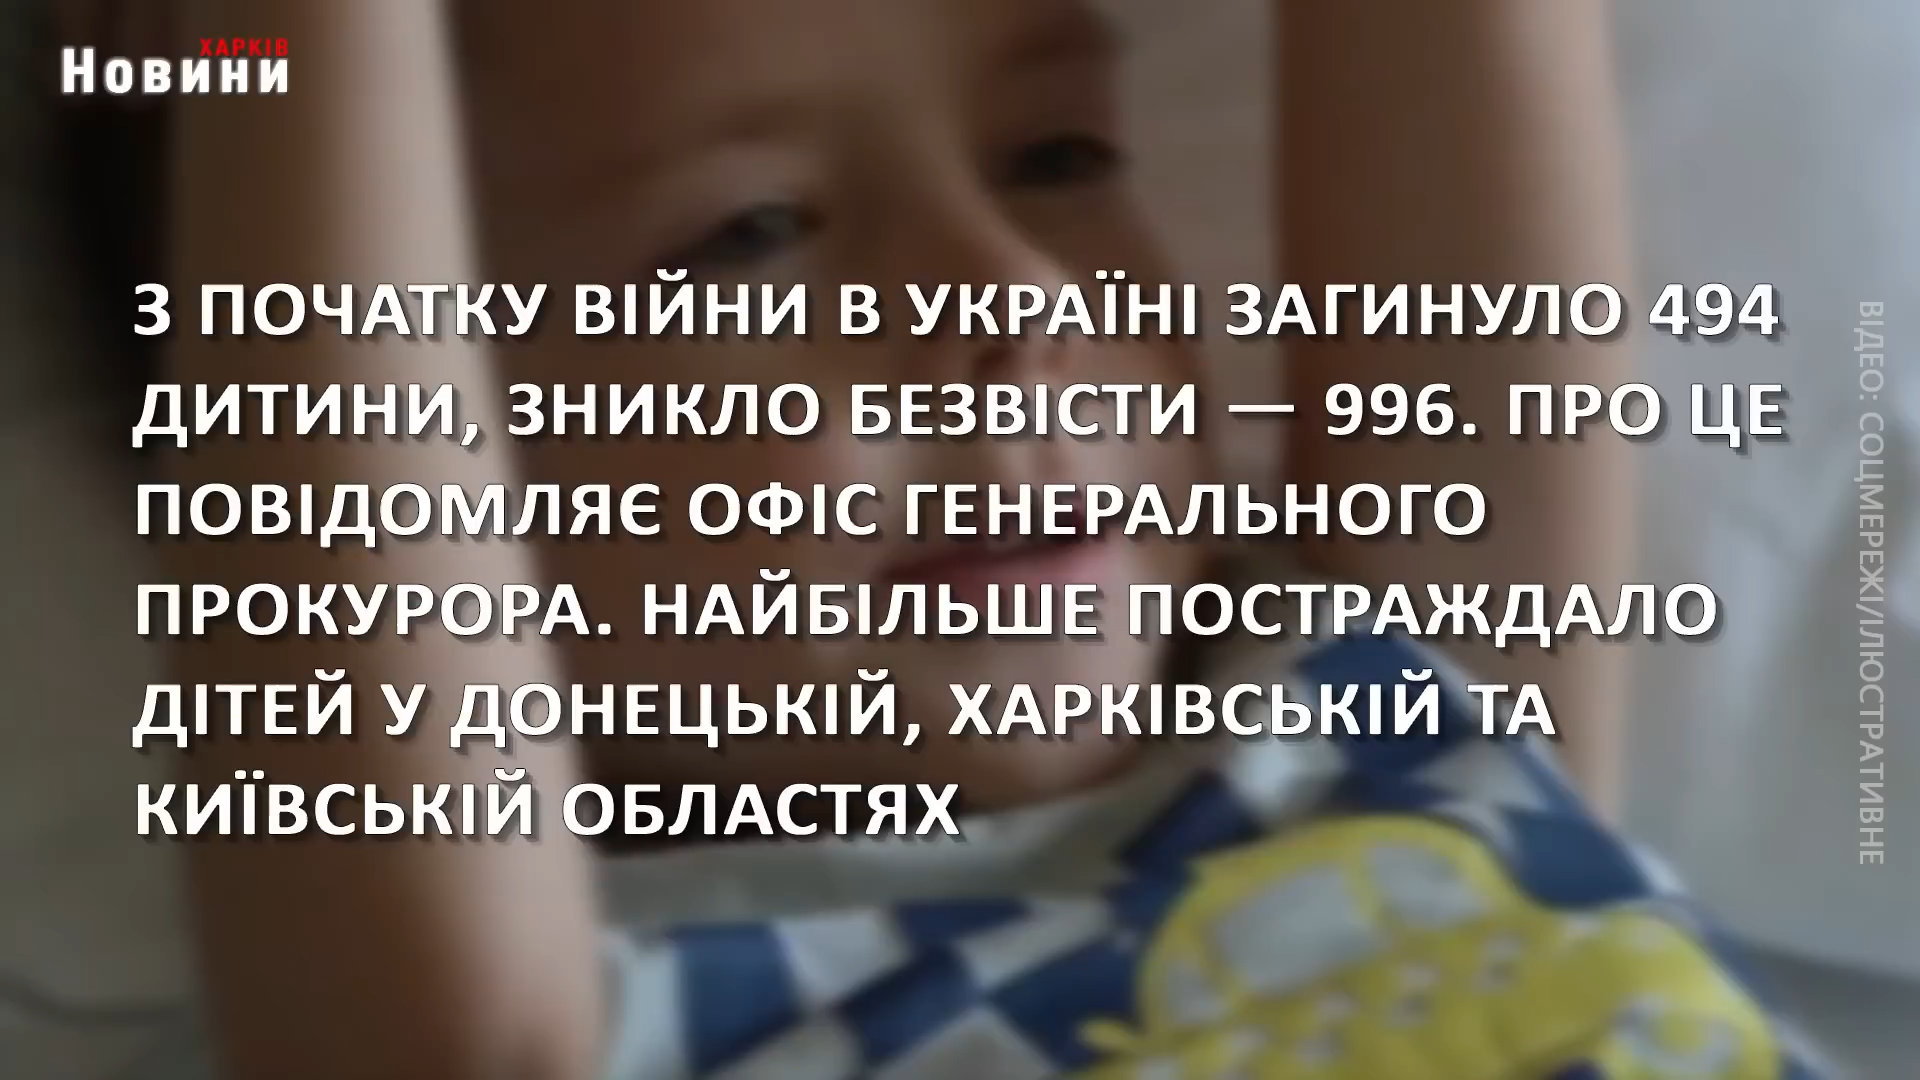 ХАРКІВ
Новини
З ПОЧАТКУ ВІЙНИ В УКРАЇНІ ЗАГИНУЛО 494
ДИТИНИ, ЗНИКЛО БЕЗВІСТИ — 996. ПРО ЦЕ
ПОВІДОМЛЯЄ ОФІС ГЕНЕРАЛЬНОГО
ПРОКУРОРА. НАЙБІЛЬШЕ ПОСТРАЖДАЛО
ДІТЕЙ У ДОНЕЦЬКІЙ, ХАРКІВСЬКІЙ ТА
КИЇВСЬКІЙ ОБЛАСТЯХ
ВІДЕО: СОЦМЕРЕЖІ/ІЛЮСТРАТИВНЕ